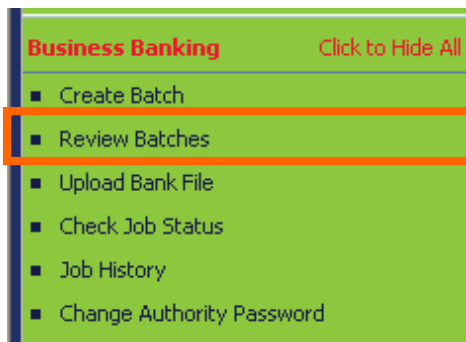 Business Banking Click to Hide All
Create Batch
Review Batches
Upload Bank File
Check Job Status
Job History
Change Authority Password